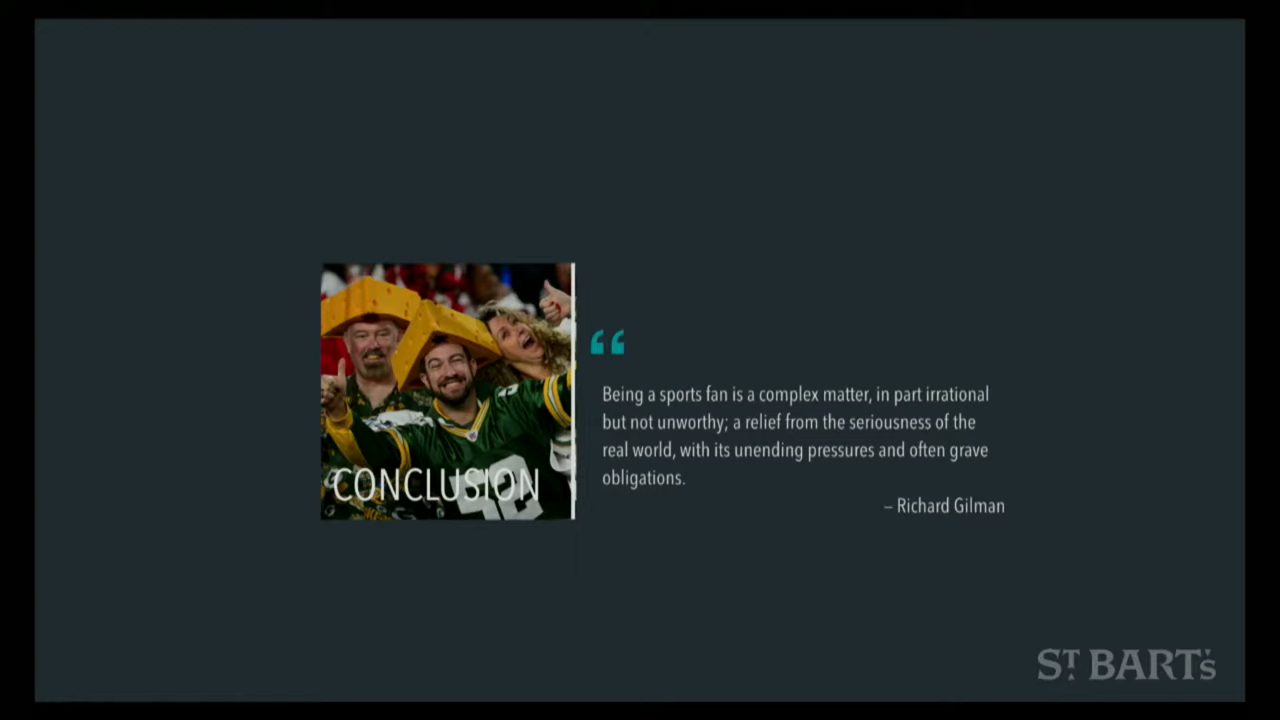 CONCLUSION
“
Being a sports fan is a complex matter, in part irrational
but not unworthy; a relief from the seriousness of the
real world, with its unending pressures and often grave
obligations.
– Richard Gilman
ST. BART'S